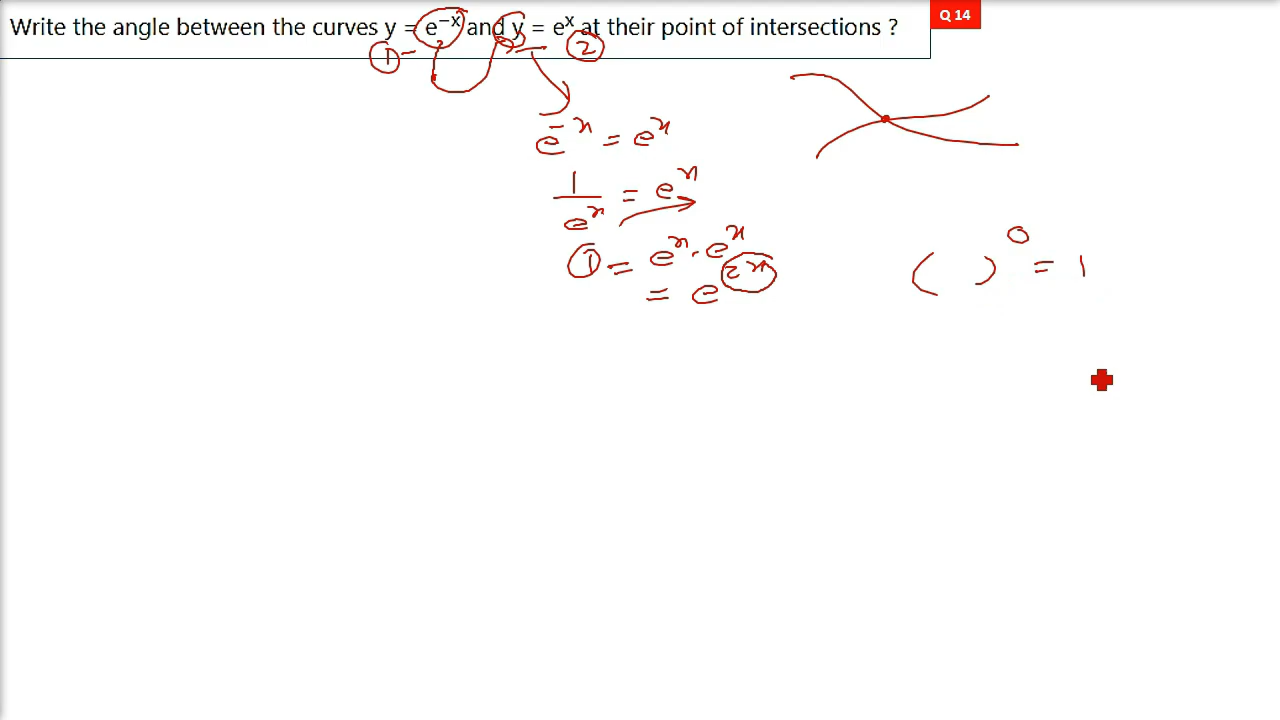 Write the angle between the curves y = e⁻ˣ and y = eˣ at their point of intersections ?
Q 14
① ②
e⁻ˣ = eˣ
1/eˣ = eˣ
1 = eˣ · eˣ
= e²ˣ
( )⁰ = 1